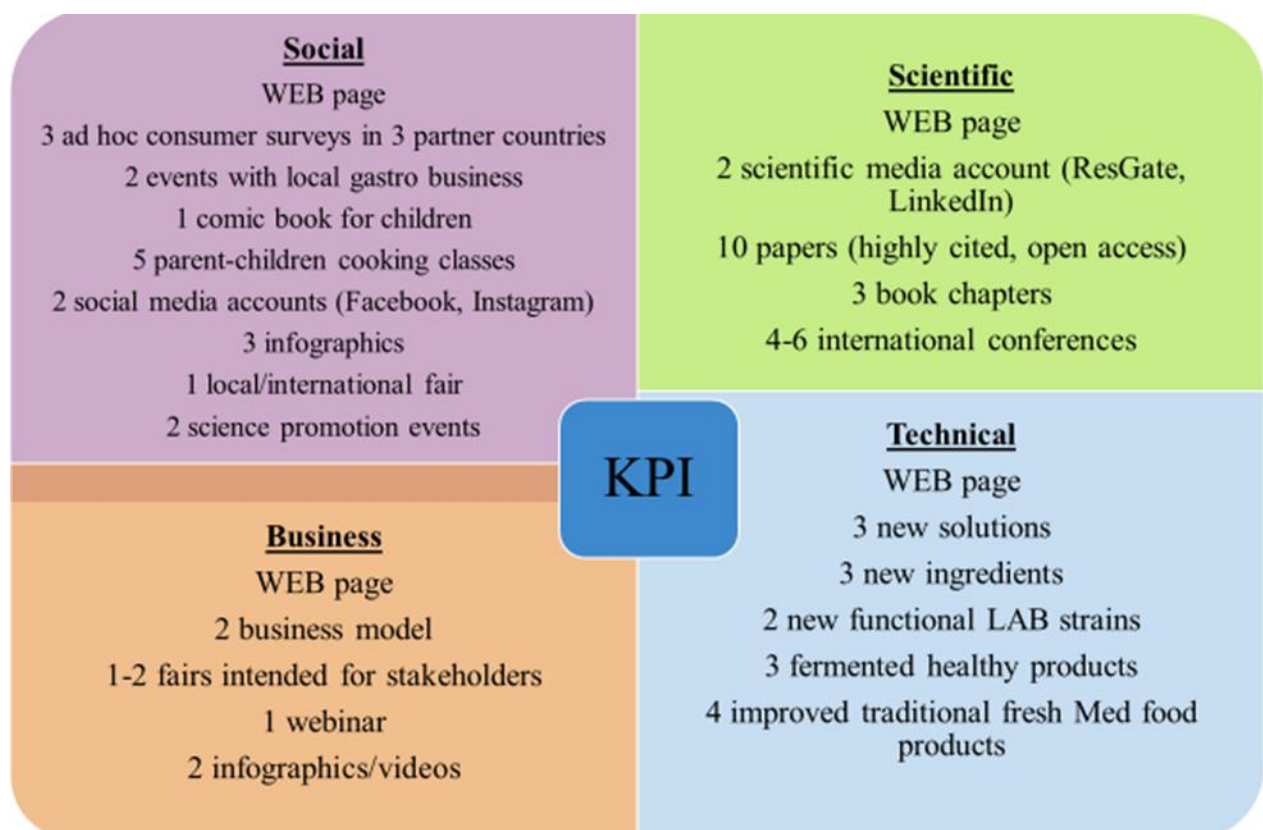 Social
WEB page
3 ad hoc consumer surveys in 3 partner countries
2 events with local gastro business
1 comic book for children
5 parent-children cooking classes
2 social media accounts (Facebook, Instagram)
3 infographics
1 local/international fair
2 science promotion events
Scientific
WEB page
2 scientific media account (ResGate,
LinkedIn)
10 papers (highly cited, open access)
3 book chapters
4-6 international conferences
KPI
Business
WEB page
2 business model
1-2 fairs intended for stakeholders
1 webinar
2 infographics/videos
Technical
WEB page
3 new solutions
3 new ingredients
2 new functional LAB strains
3 fermented healthy products
4 improved traditional fresh Med food
products